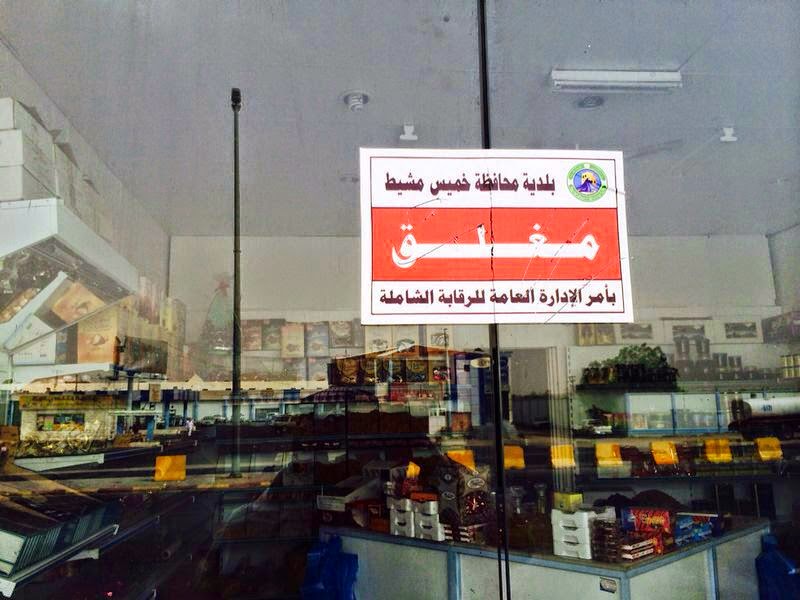 بلدية محافظة خميس مشيط
مغلق
بأمر الإدارة العامة للرقابة الشاملة